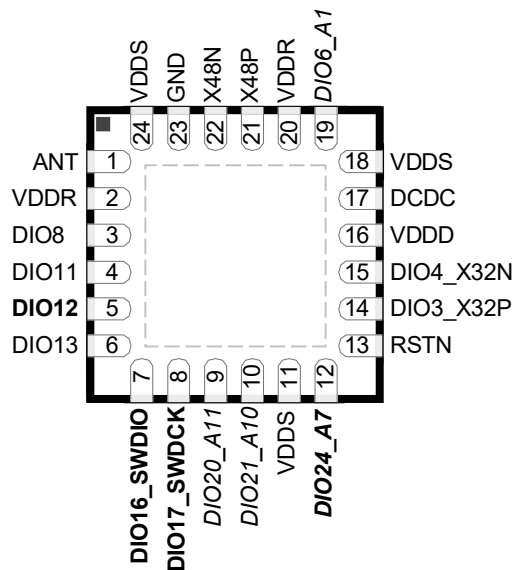 VDDS
GND
X48N
X48P
VDDR
DIO6_A1
24
23
22
21
20
19
ANT 1
VDDR 2
DIO8 3
DIO11 4
DIO12 5
DIO13 6
18 VDDS
17 DCDC
16 VDDD
15 DIO4_X32N
14 DIO3_X32P
13 RSTN
7
8
9
10
11
12
DIO16_SWDIO
DIO17_SWDCK
DIO20_A11
DIO21_A10
VDDS
DIO24_A7